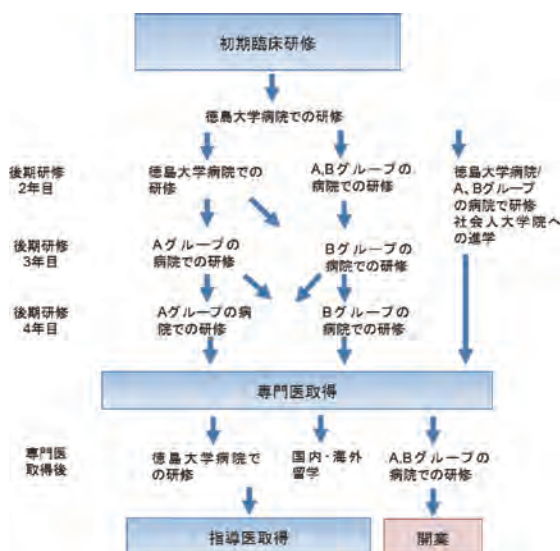 初期臨床研修
徳島大学病院での研修
後期研修
2年目
徳島大学病院での
研修
A,Bグループの
病院での研修
徳島大学病院/
A、Bグループ
の病院で研修
社会人大学院へ
の進学
後期研修
3年目
Aグループの
病院での研修
Bグループの
病院での研修
後期研修
4年目
Aグループの病
院での研修
Bグループの
病院での研修
専門医取得
専門医
取得後
徳島大学病院で
の研修
国内・海外
留学
A,Bグループの
病院での研修
指導医取得
開業